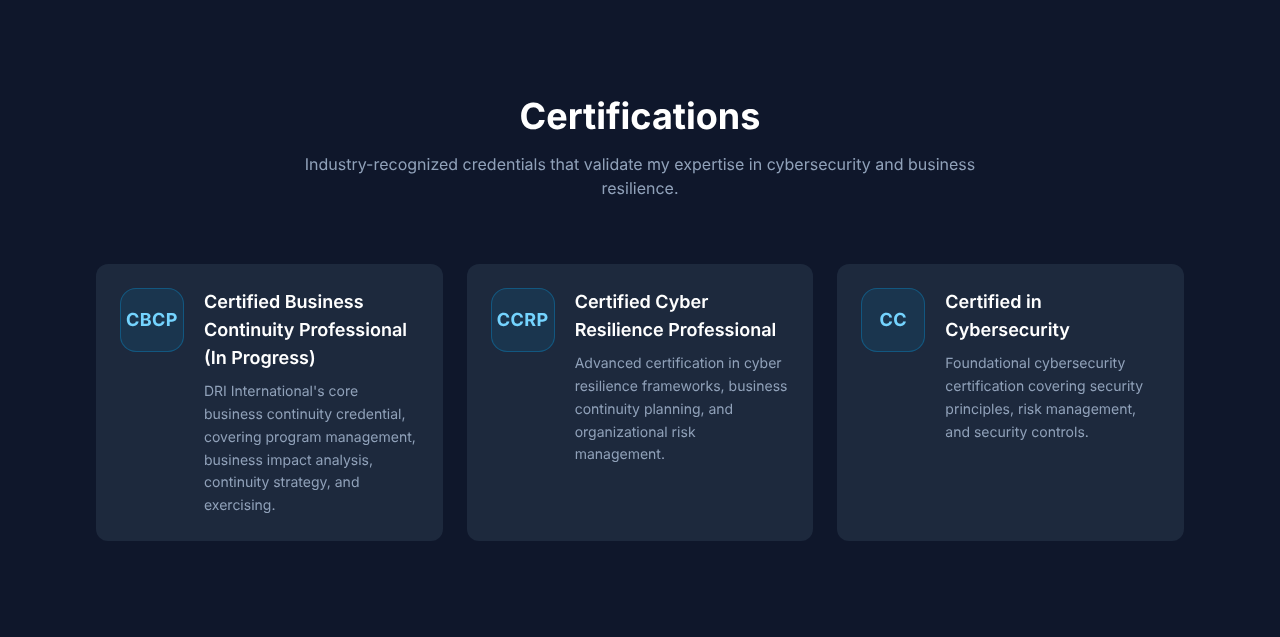 Certifications
Industry-recognized credentials that validate my expertise in cybersecurity and business
resilience.
CBCP
Certified Business
Continuity Professional
(In Progress)
DRI International's core
business continuity credential,
covering program management,
business impact analysis,
continuity strategy, and
exercising.
CCRP
Certified Cyber
Resilience Professional
Advanced certification in cyber
resilience frameworks, business
continuity planning, and
organizational risk
management.
CC
Certified in
Cybersecurity
Foundational cybersecurity
certification covering security
principles, risk management,
and security controls.